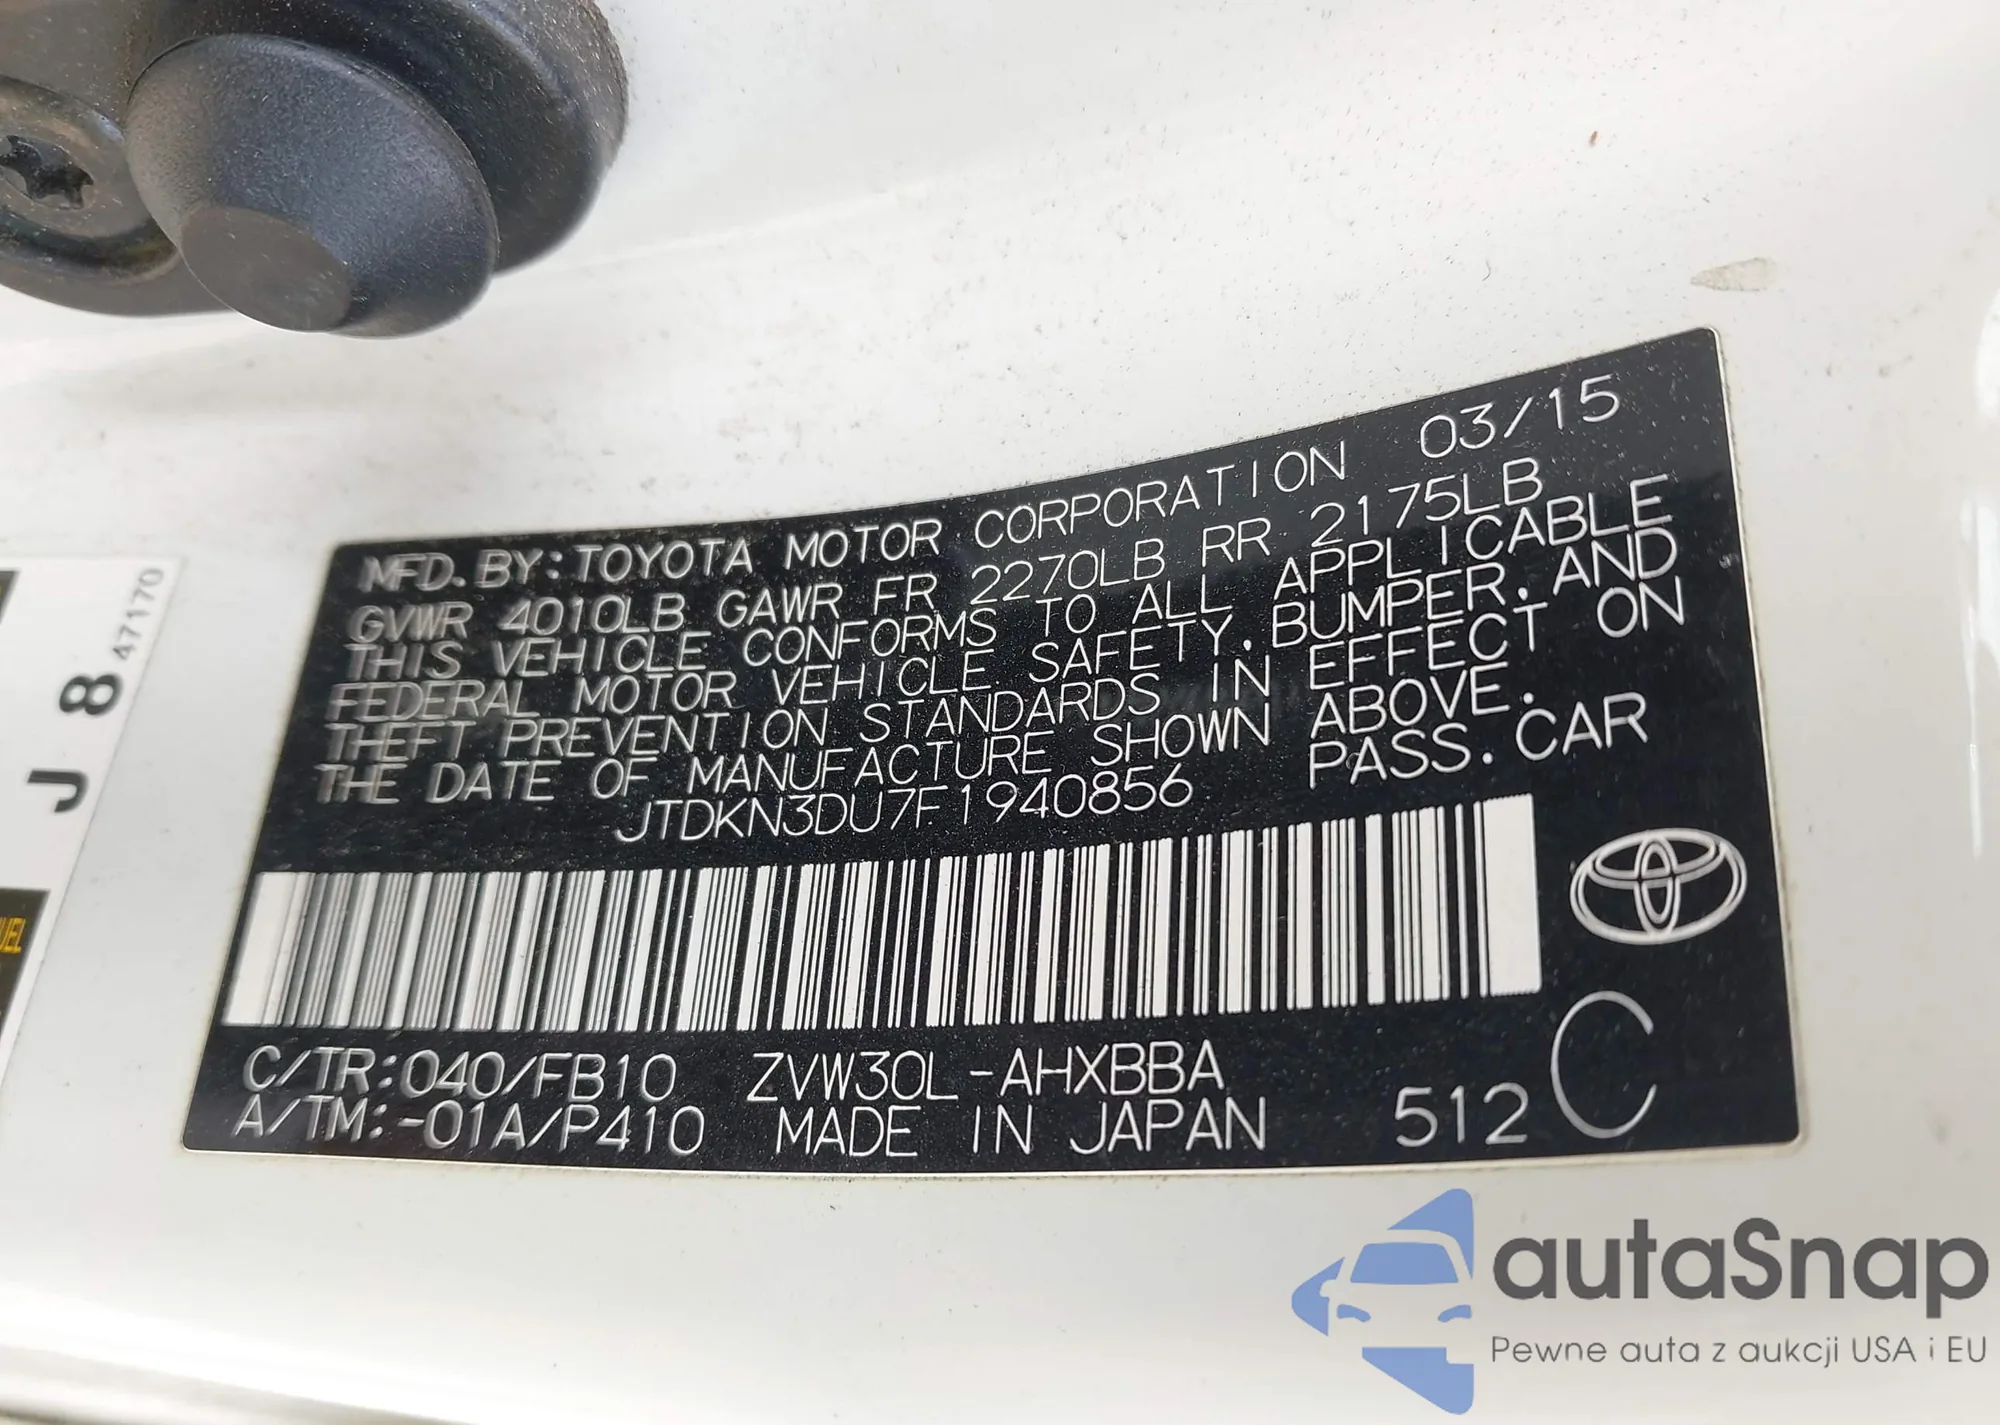 MFD. BY: TOYOTA MOTOR CORPORATION 03/15
GVWR 4010LB GAWR FR 2270LB RR 2175LB
THIS VEHICLE CONFORMS TO ALL APPLICABLE
FEDERAL MOTOR VEHICLE SAFETY, BUMPER, AND
THEFT PREVENTION STANDARDS IN EFFECT ON
THE DATE OF MANUFACTURE SHOWN ABOVE.
JTDKN3DU7F1940856 PASS. CAR
C/TR:040/FB10 ZVW30L-AHXBBA
A/TM:-01A/P410 MADE IN JAPAN 512 C
J 8 47170
UEL
autaSnap
Pewne auta z aukcji USA i EU